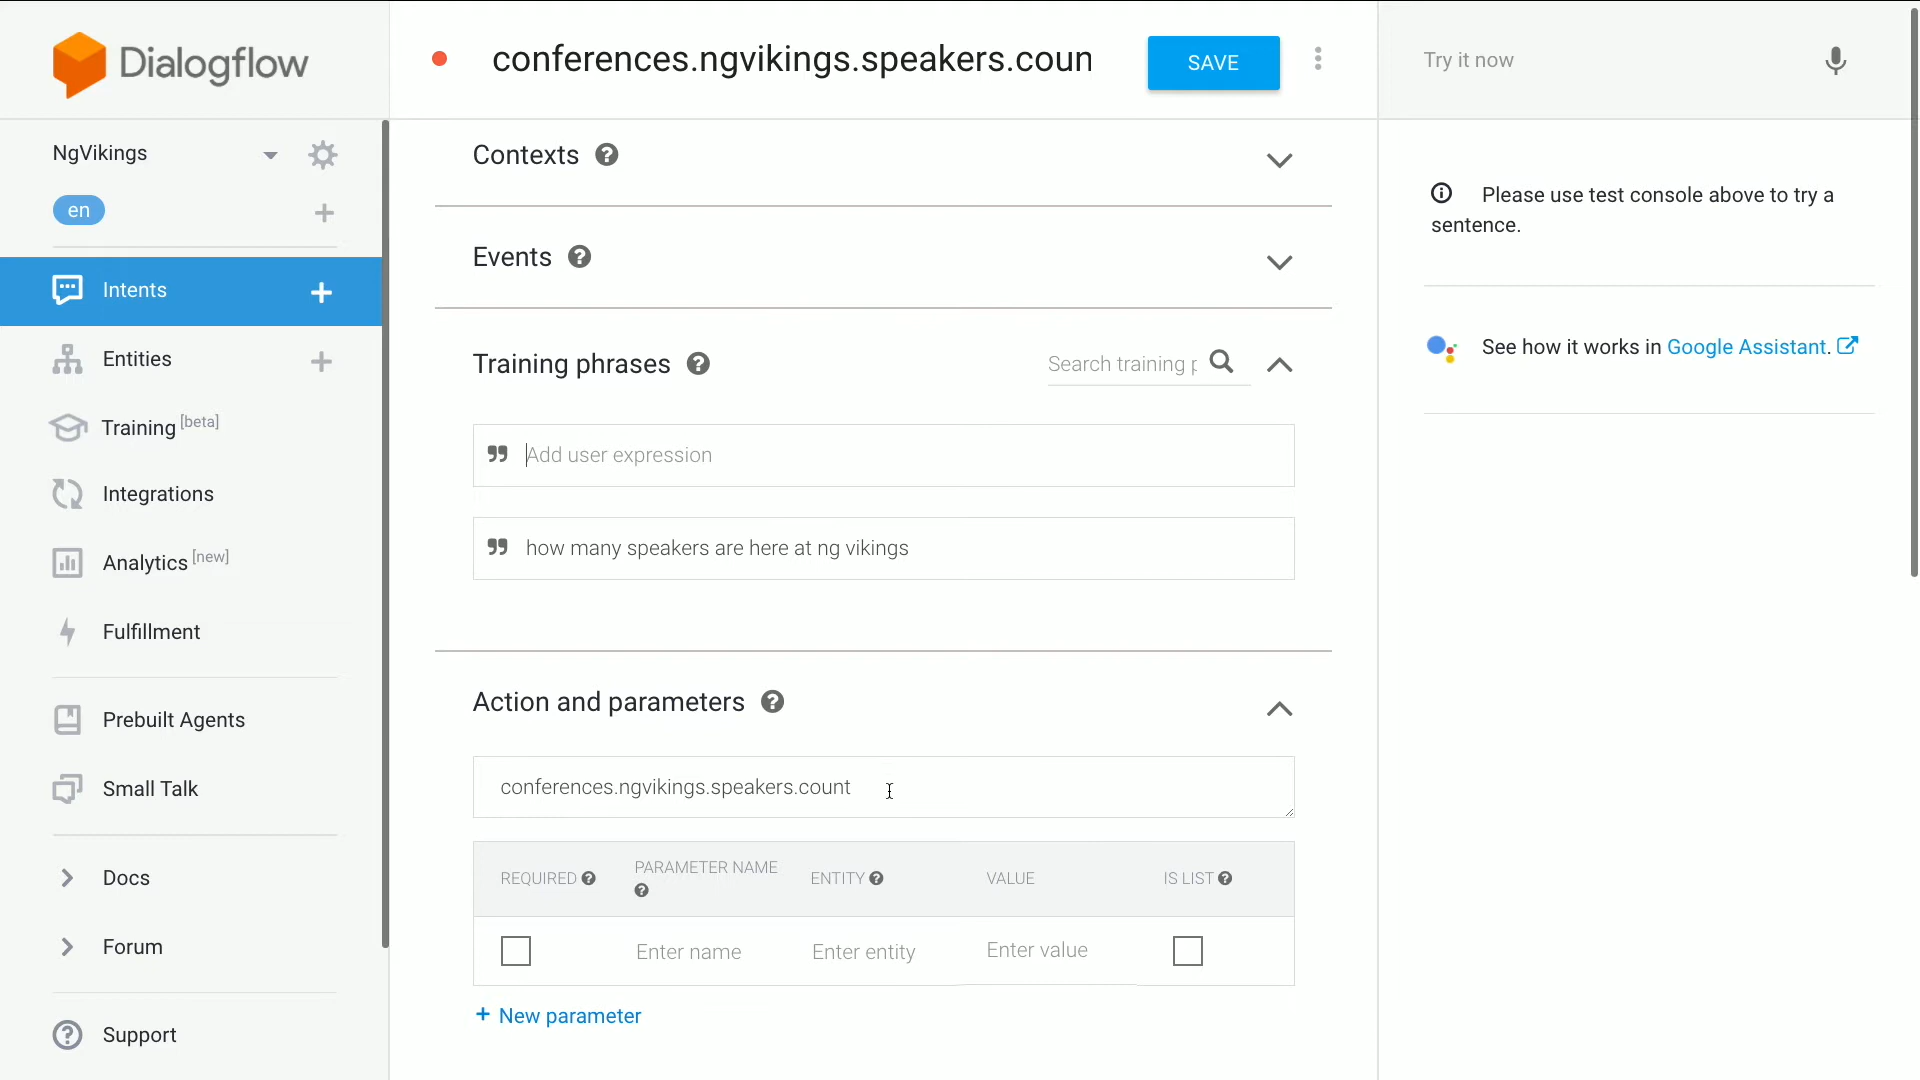 Dialogflow
conferences.ngvikings.speakers.coun
SAVE
Try it now
NgVikings
en
Intents
Entities
Training [beta]
Integrations
Analytics [new]
Fulfillment
Prebuilt Agents
Small Talk
Docs
Forum
Support
Contexts
Events
Training phrases
Search training p
Add user expression
how many speakers are here at ng vikings
Action and parameters
conferences.ngvikings.speakers.count
REQUIRED PARAMETER NAME ENTITY VALUE IS LIST
Enter name Enter entity Enter value
+ New parameter
Please use test console above to try a
sentence.
See how it works in Google Assistant.